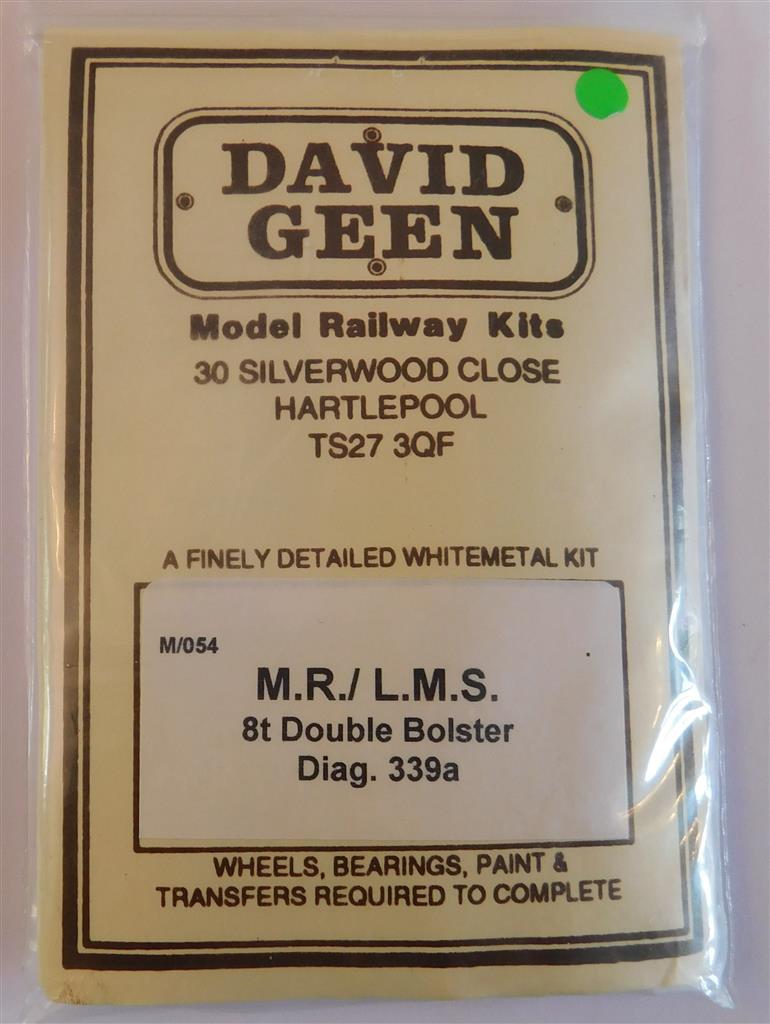 DAVID
GEEN
Model Railway Kits
30 SILVERWOOD CLOSE
HARTLEPOOL
TS27 3QF
A FINELY DETAILED WHITEMETAL KIT
M/054
M.R./ L.M.S.
8t Double Bolster
Diag. 339a
WHEELS, BEARINGS, PAINT &
TRANSFERS REQUIRED TO COMPLETE